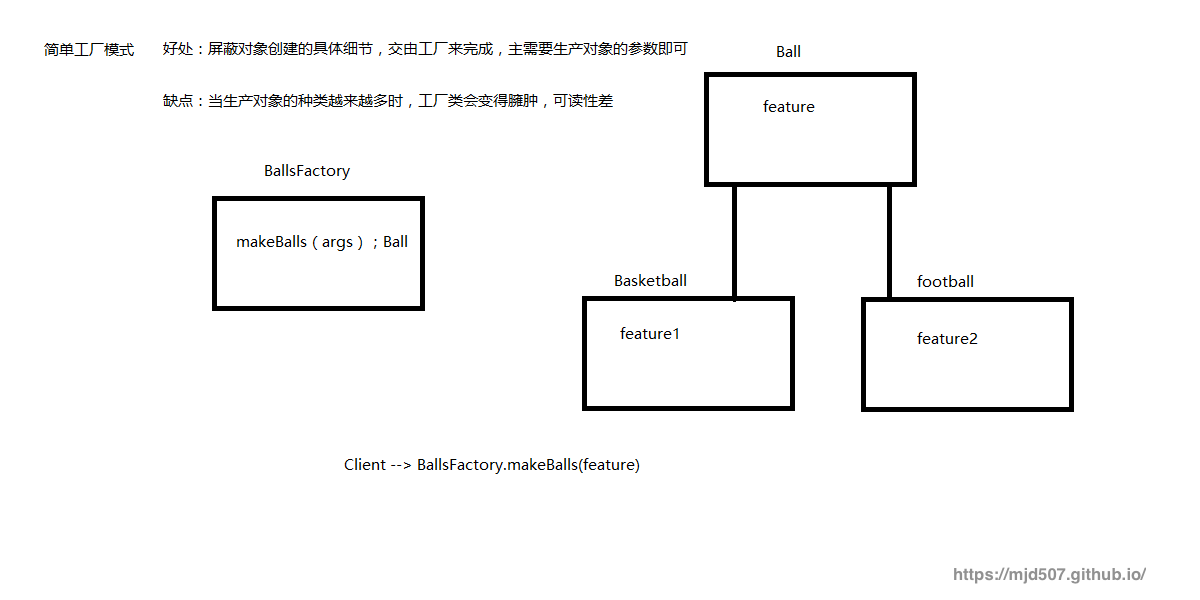 简单工厂模式 好处：屏蔽对象创建的具体细节，交由工厂来完成，主需要生产对象的参数即可
缺点：当生产对象的种类越来越多时，工厂类会变得臃肿，可读性差
Ball
feature
BallsFactory
makeBalls（args）；Ball
Basketball
feature1
football
feature2
Client --> BallsFactory.makeBalls(feature)
https://mjd507.github.io/